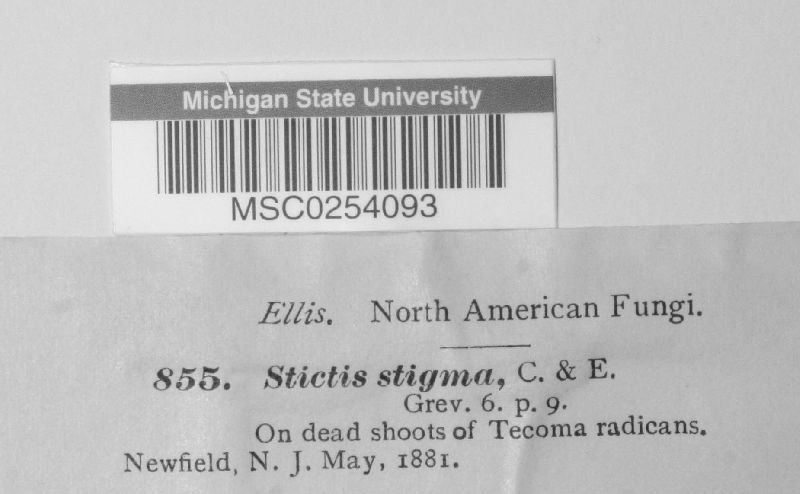 Michigan State University
MSC0254093
Ellis. North American Fungi.
855. Stictis stigma, C. & E.
Grev. 6. p. 9.
On dead shoots of Tecoma radicans.
Newfield, N. J. May, 1881.